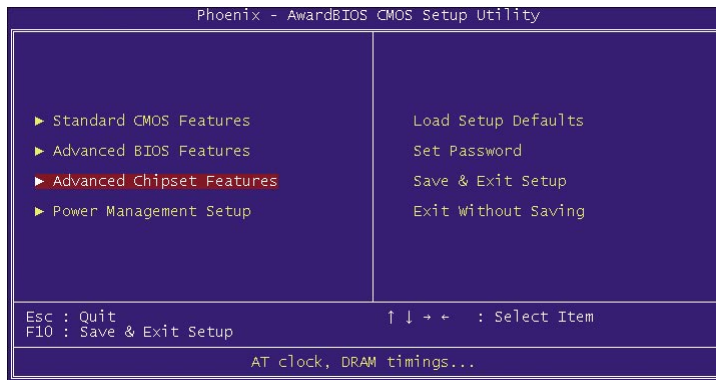 Phoenix - AwardBIOS CMOS Setup Utility
► Standard CMOS Features
► Advanced BIOS Features
► Advanced Chipset Features
► Power Management Setup
Load Setup Defaults
Set Password
Save & Exit Setup
Exit Without Saving
Esc : Quit
F10 : Save & Exit Setup
↑ ↓ → ← : Select Item
AT clock, DRAM timings...